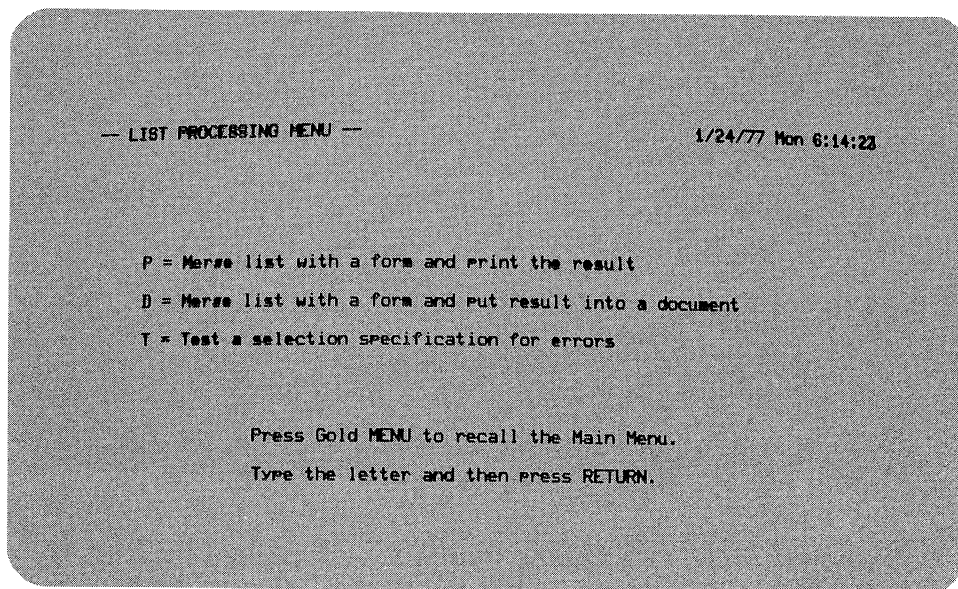 — LIST PROCESSING MENU —
1/24/77 Mon 6:14:23
P = Merge list with a form and print the result
D = Merge list with a form and put result into a document
T = Test a selection specification for errors
Press Gold MENU to recall the Main Menu.
Type the letter and then press RETURN.